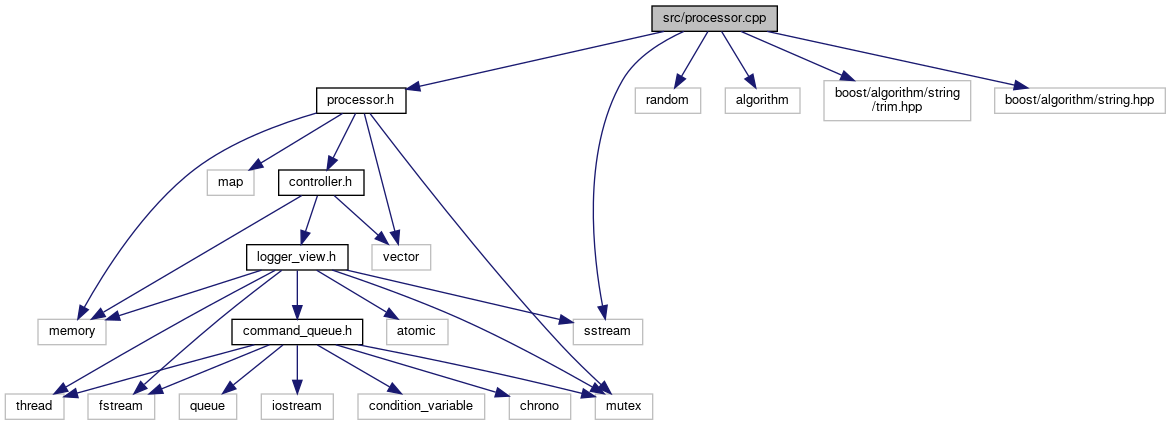 src/processor.cpp
processor.h
random
algorithm
boost/algorithm/string
/trim.hpp
boost/algorithm/string.hpp
map
controller.h
logger_view.h
vector
memory
command_queue.h
atomic
sstream
thread
fstream
queue
iostream
condition_variable
chrono
mutex